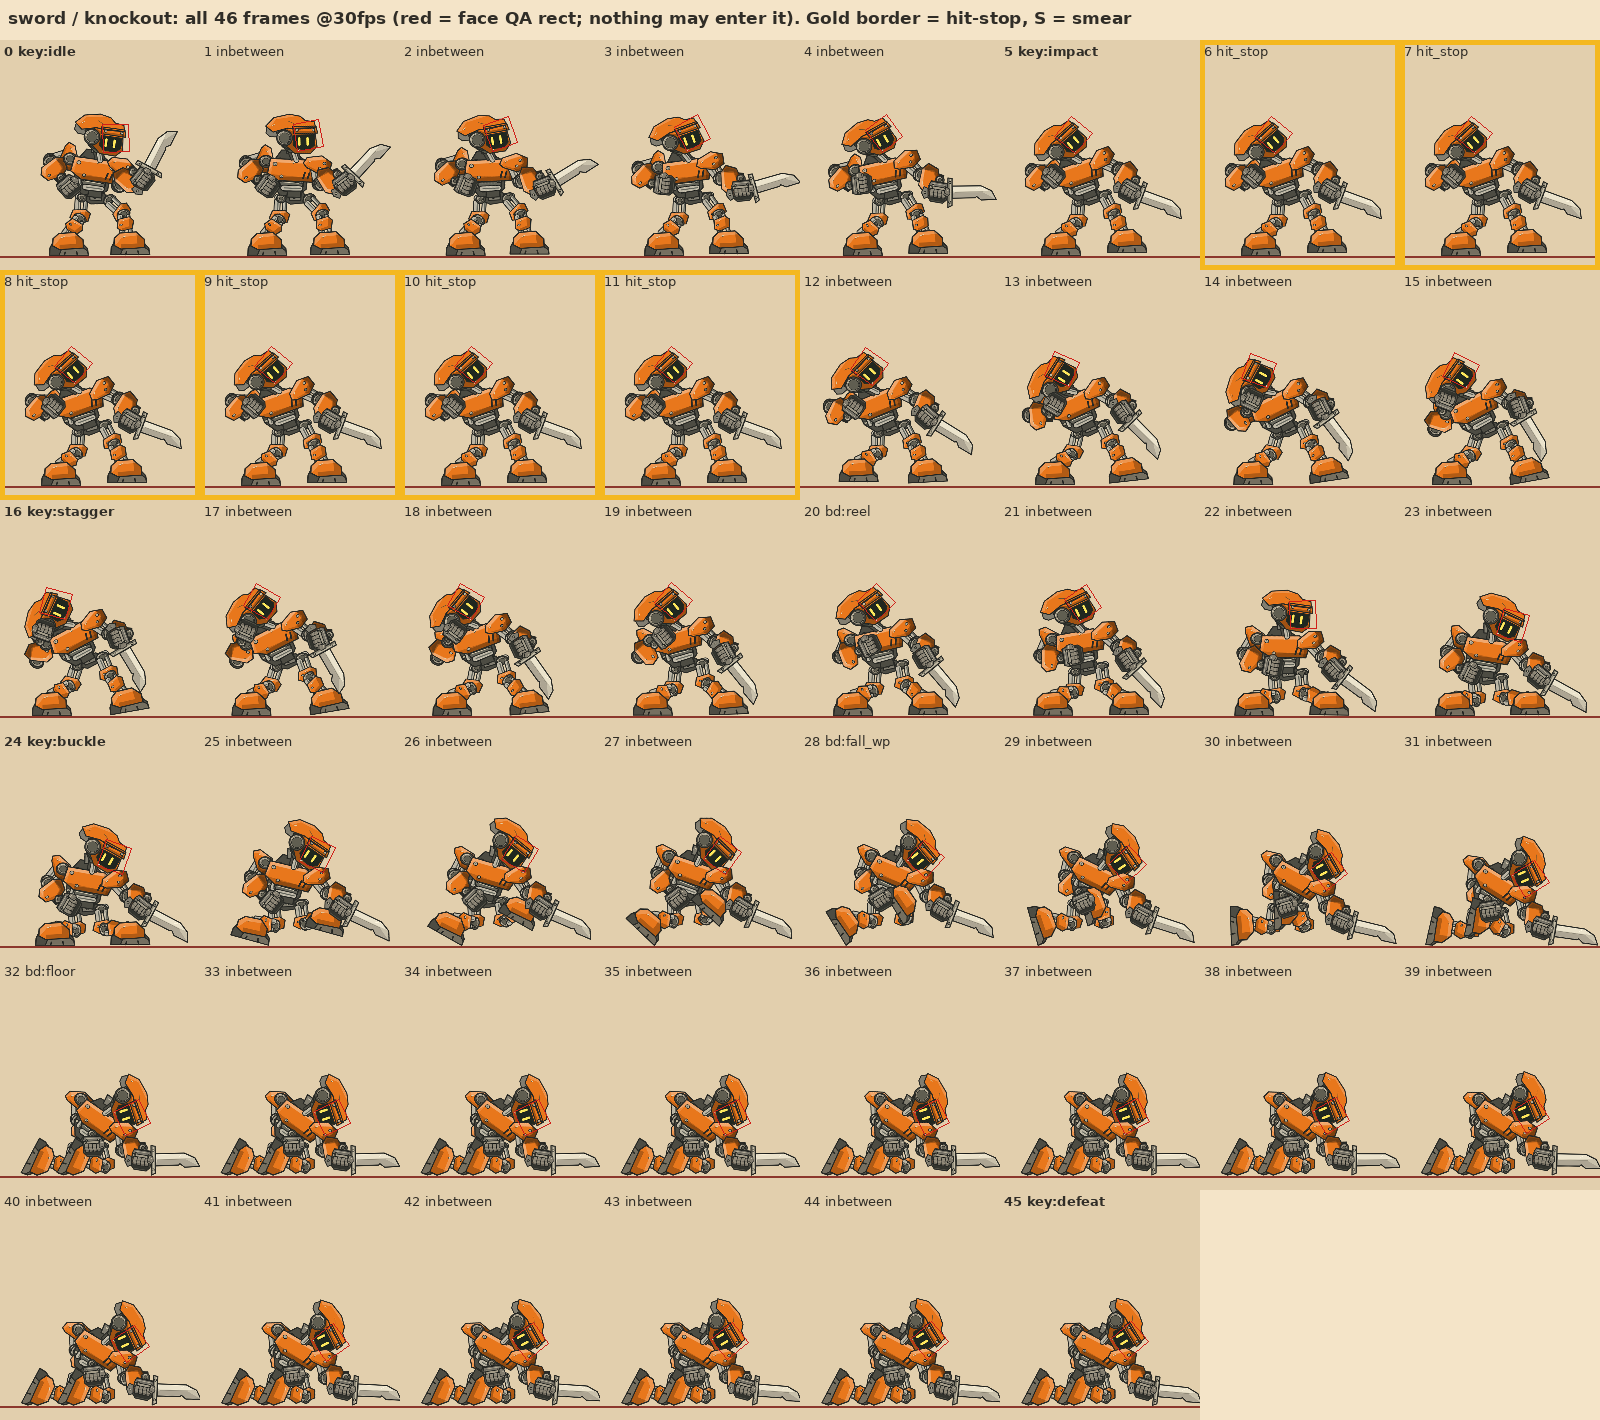 sword / knockout: all 46 frames @30fps (red = face QA rect; nothing may enter it). Gold border = hit-stop, S = smear
0 key:idle
1 inbetween
2 inbetween
3 inbetween
4 inbetween
5 key:impact
6 hit_stop
7 hit_stop
8 hit_stop
9 hit_stop
10 hit_stop
11 hit_stop
12 inbetween
13 inbetween
14 inbetween
15 inbetween
16 key:stagger
17 inbetween
18 inbetween
19 inbetween
20 bd:reel
21 inbetween
22 inbetween
23 inbetween
24 key:buckle
25 inbetween
26 inbetween
27 inbetween
28 bd:fall_wp
29 inbetween
30 inbetween
31 inbetween
32 bd:floor
33 inbetween
34 inbetween
35 inbetween
36 inbetween
37 inbetween
38 inbetween
39 inbetween
40 inbetween
41 inbetween
42 inbetween
43 inbetween
44 inbetween
45 key:defeat